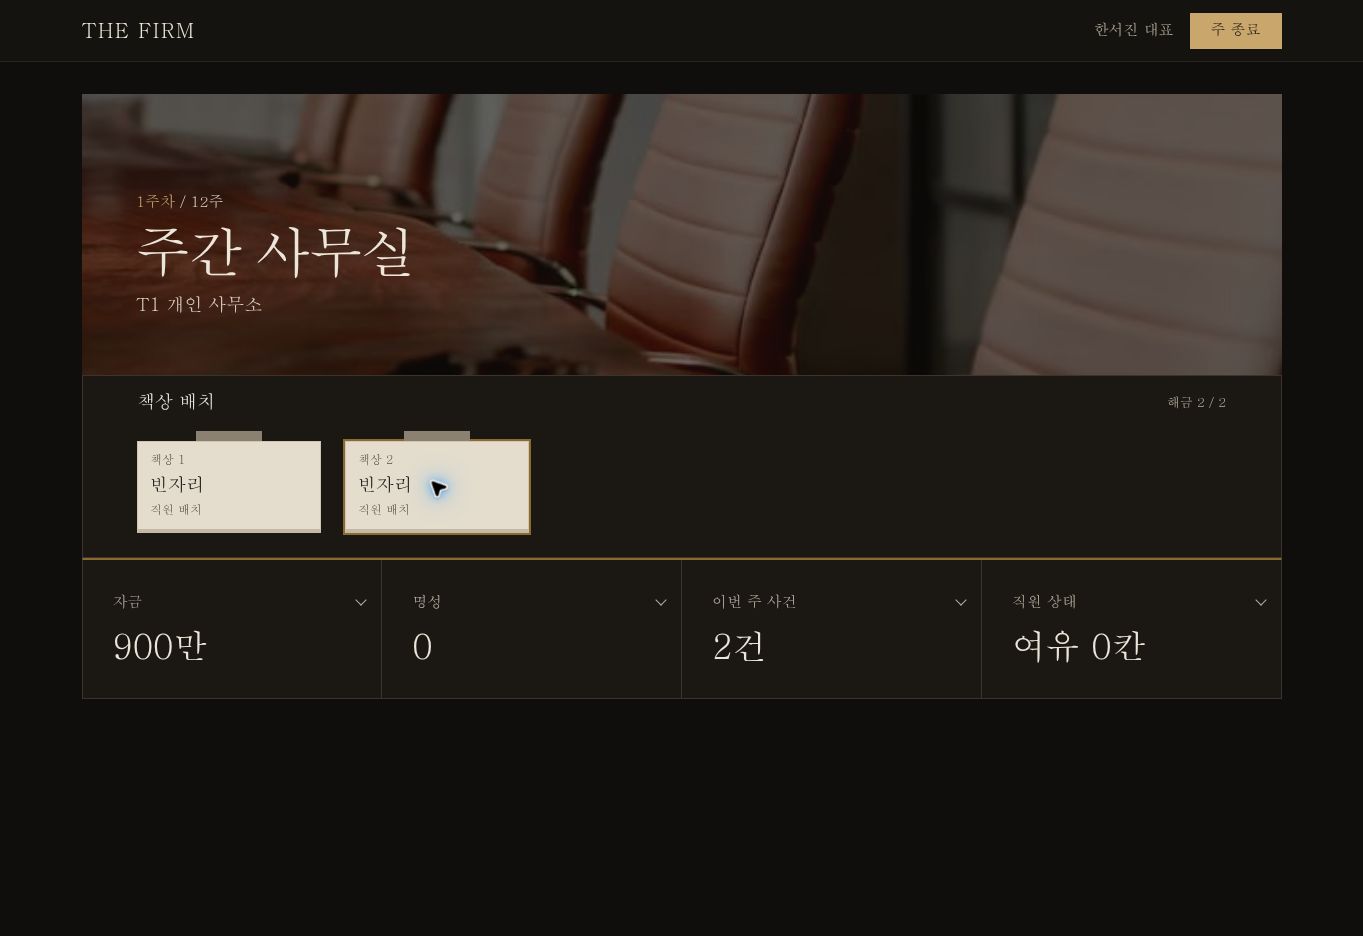 THE FIRM
한서진 대표
주 종료
1주차 / 12주
주간 사무실
T1 개인 사무소
책상 배치
해금 2 / 2
책상 1
빈자리
직원 배치
책상 2
빈자리
직원 배치
자금
900만
명성
0
이번 주 사건
2건
직원 상태
여유 0칸